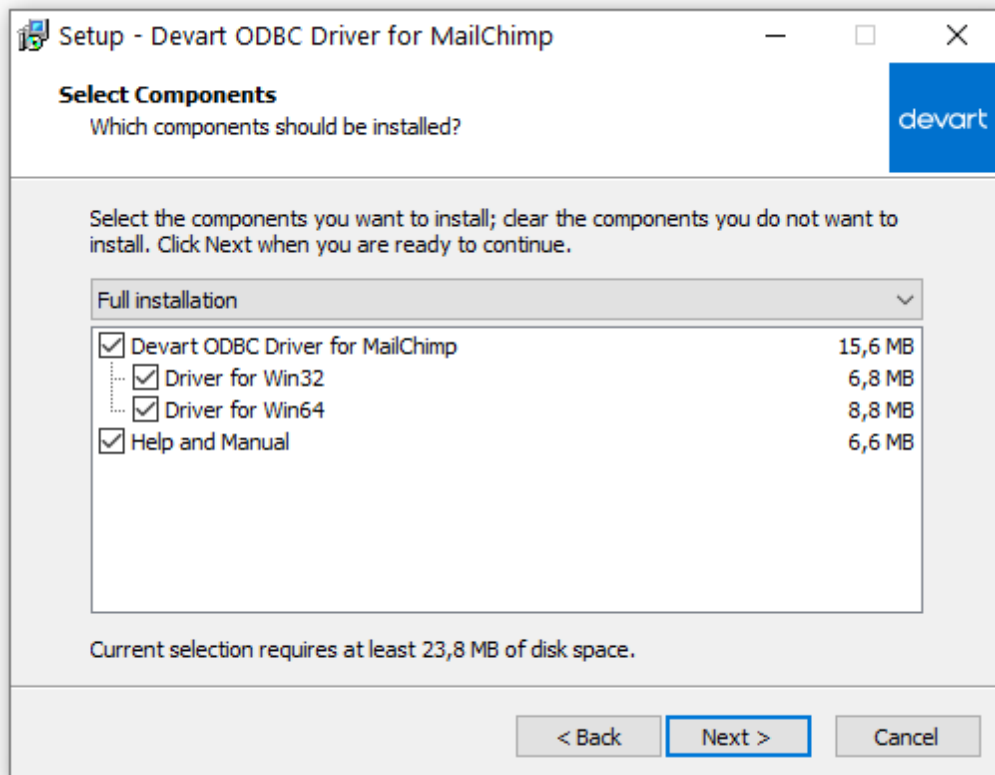 Setup - Devart ODBC Driver for MailChimp
Select Components
Which components should be installed?
devart
Select the components you want to install; clear the components you do not want to
install. Click Next when you are ready to continue.
Full installation
Devart ODBC Driver for MailChimp 15,6 MB
Driver for Win32 6,8 MB
Driver for Win64 8,8 MB
Help and Manual 6,6 MB
Current selection requires at least 23,8 MB of disk space.
< Back Next > Cancel